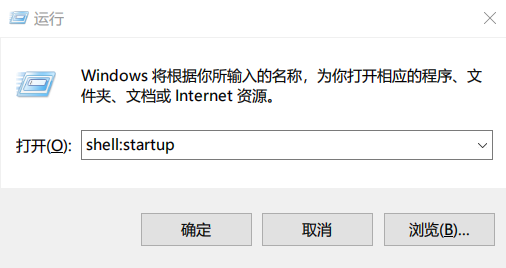 运行
Windows 将根据你所输入的名称，为你打开相应的程序、文
件夹、文档或 Internet 资源。
打开(O): shell:startup
确定 取消 浏览(B)...